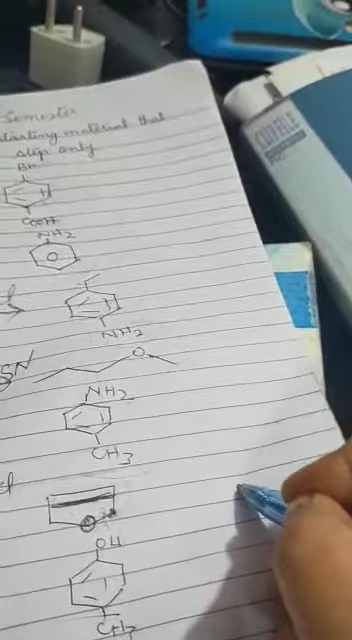 Semester
starting material that
step only
Br
COOH
NH2
NH2
SN
O
NH2
CH3
OH
CH3